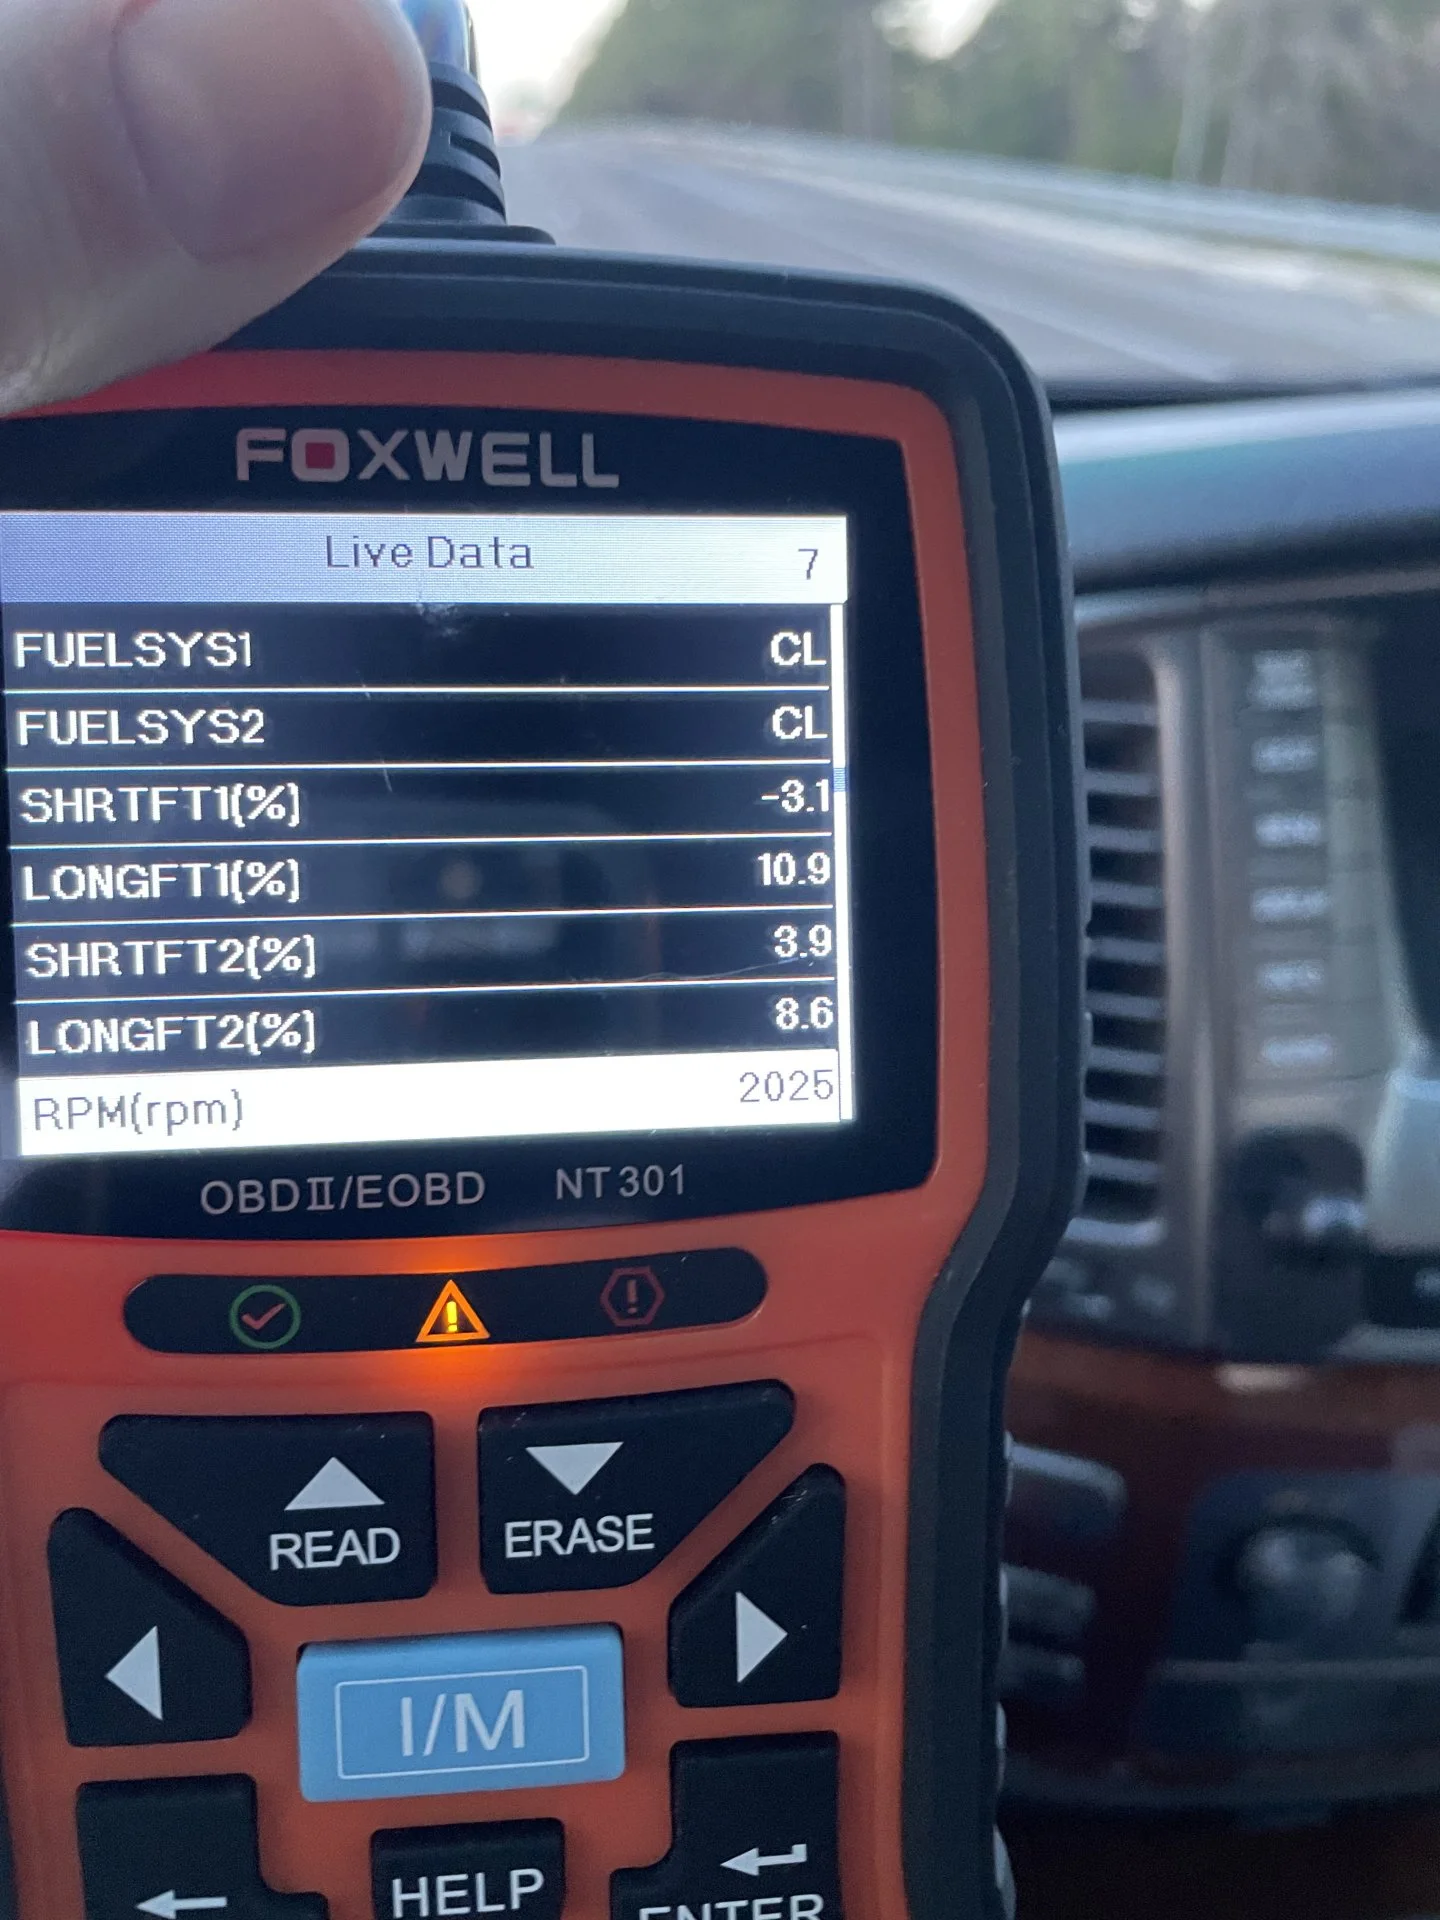 FOXWELL
Live Data 7
FUELSYS1 CL
FUELSYS2 CL
SHRTFT1(%) -3.1
LONGFT1(%) 10.9
SHRTFT2(%) 3.9
LONGFT2(%) 8.6
RPM(rpm) 2025
OBDⅡ/EOBD NT301
READ
ERASE
I/M
HELP
ENTER